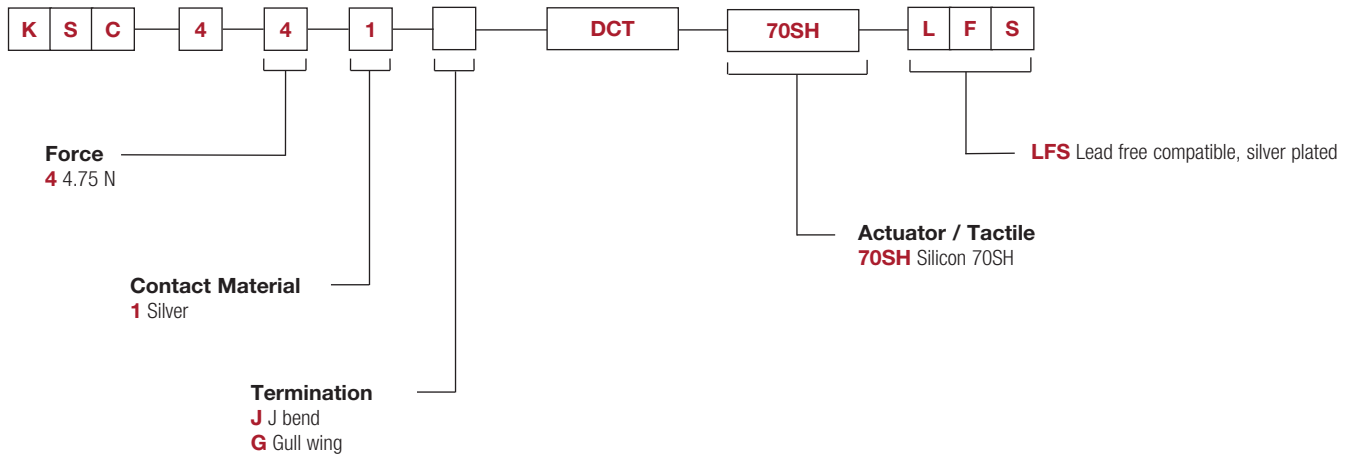 K S C 4 4 1 DCT 70SH L F S
Force
4 4.75 N
LFS Lead free compatible, silver plated
Actuator / Tactile
70SH Silicon 70SH
Contact Material
1 Silver
Termination
J J bend
G Gull wing